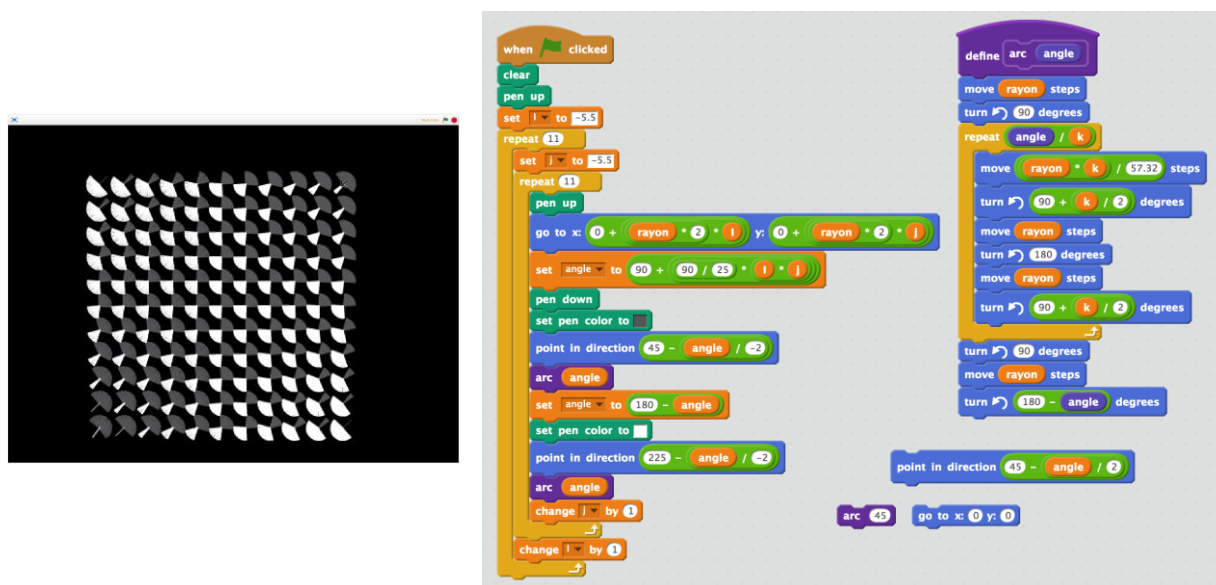 when clicked
clear
pen up
set I to -5.5
repeat 11
set j to -5.5
repeat 11
pen up
go to x: 0 + rayon * 2 * I y: 0 + rayon * 2 * j
set angle to 90 + 90 / 25 * I * j
pen down
set pen color to
point in direction 45 - angle / -2
arc angle
set angle to 180 - angle
set pen color to
point in direction 225 - angle / -2
arc angle
change j by 1
change I by 1
define arc angle
move rayon steps
turn 90 degrees
repeat angle / k
move rayon * k / 57.32 steps
turn 90 + k / 2 degrees
move rayon steps
turn 180 degrees
move rayon steps
turn 90 + k / 2 degrees
turn 90 degrees
move rayon steps
turn 180 - angle degrees
point in direction 45 - angle / 2
arc 45
go to x: 0 y: 0